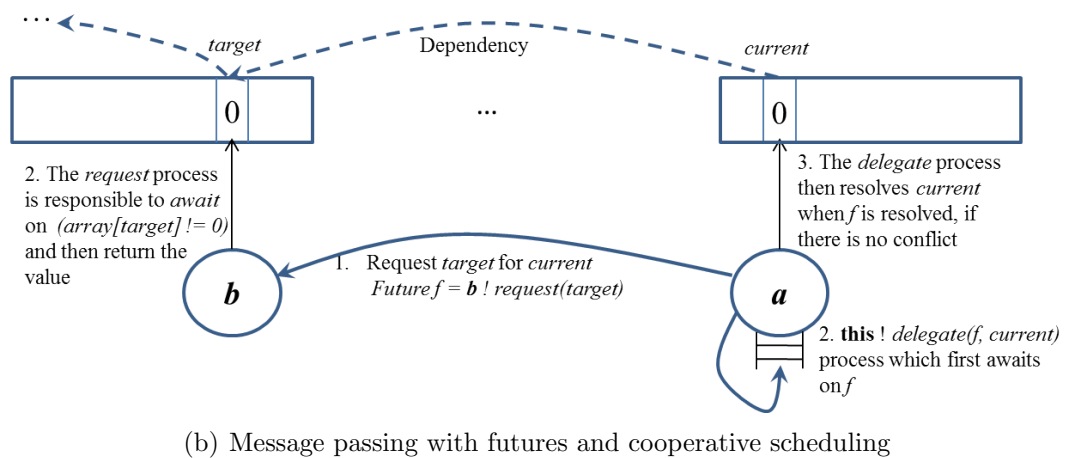 ...
target
Dependency
current
0
...
0
2. The request process
is responsible to await
on (array[target] != 0)
and then return the
value
3. The delegate process
then resolves current
when f is resolved, if
there is no conflict
1. Request target for current
Future f = b ! request(target)
b
a
2. this ! delegate(f, current)
process which first awaits
on f
(b) Message passing with futures and cooperative scheduling